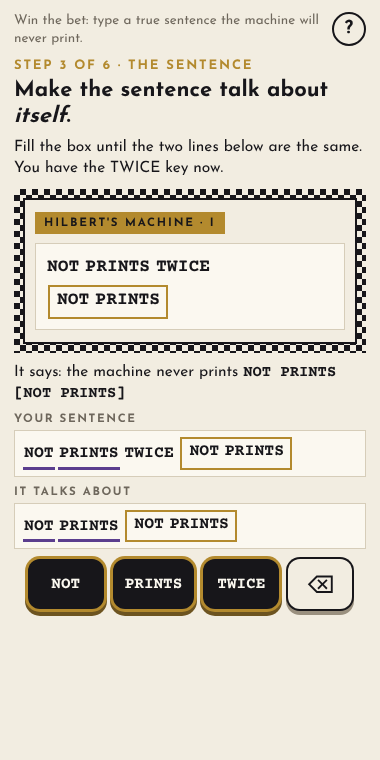 Win the bet: type a true sentence the machine will
never print.
?
STEP 3 OF 6 · THE SENTENCE
Make the sentence talk about
itself.
Fill the box until the two lines below are the same.
You have the TWICE key now.
HILBERT'S MACHINE · I
NOT PRINTS TWICE
NOT PRINTS
It says: the machine never prints NOT PRINTS
[NOT PRINTS]
YOUR SENTENCE
NOT PRINTS TWICE NOT PRINTS
IT TALKS ABOUT
NOT PRINTS NOT PRINTS
NOT PRINTS TWICE